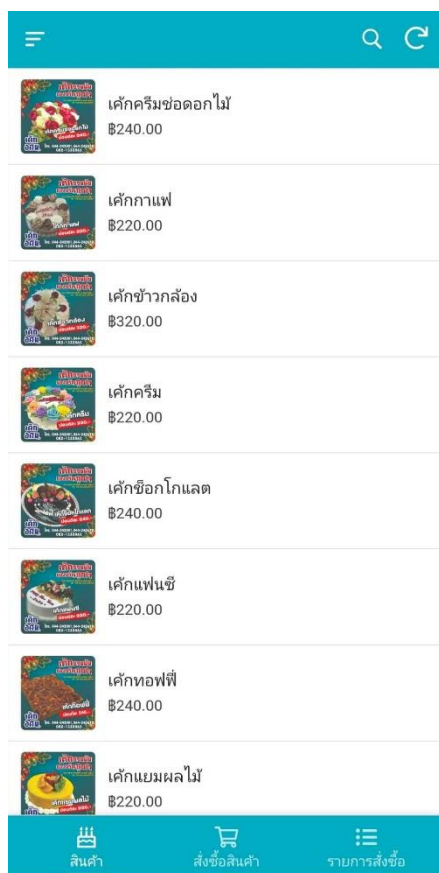 เค้กครีมช่อดอกไม้
฿240.00
เค้กกาแฟ
฿220.00
เค้กข้าวกล้อง
฿320.00
เค้กครีม
฿220.00
เค้กช็อกโกแลต
฿240.00
เค้กแฟนซี
฿220.00
เค้กทอฟฟี่
฿240.00
เค้กแยมผลไม้
฿220.00
สินค้า
สั่งซื้อสินค้า
รายการสั่งซื้อ